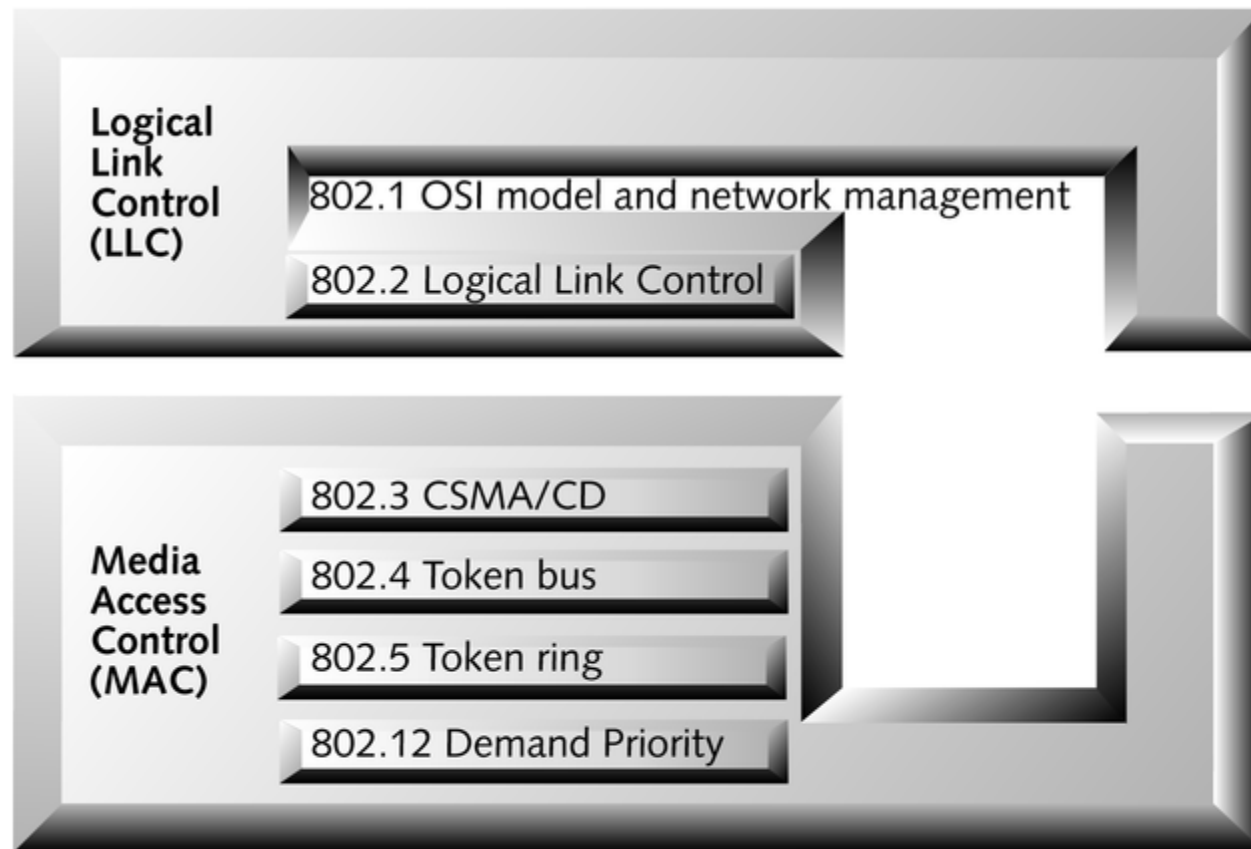 Logical
Link
Control
(LLC)
802.1 OSI model and network management
802.2 Logical Link Control
Media
Access
Control
(MAC)
802.3 CSMA/CD
802.4 Token bus
802.5 Token ring
802.12 Demand Priority